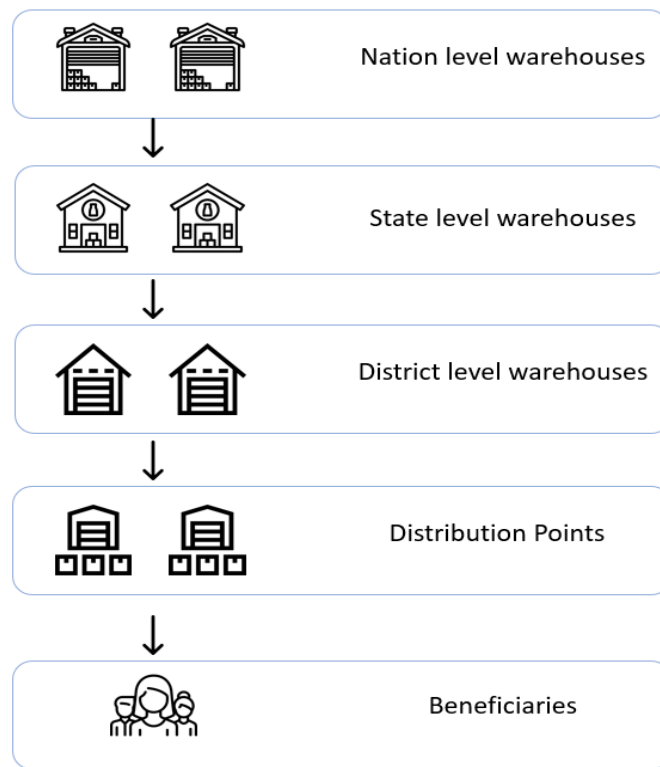 Nation level warehouses
State level warehouses
District level warehouses
Distribution Points
Beneficiaries